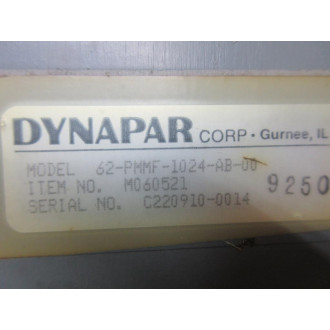 DYNAPAR CORP · Gurnee, IL
MODEL 62-PMMF-1024-AB-00
ITEM NO. M060521
SERIAL NO. C220910-0014
9250